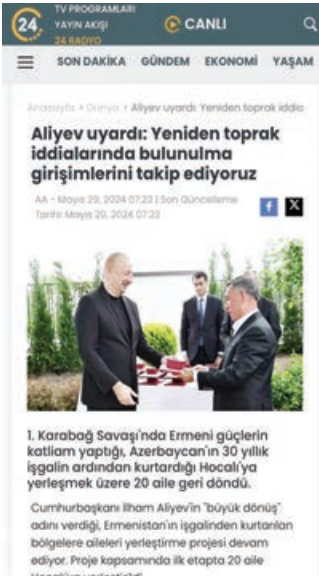 24
TV PROGRAMLARI
YAYIN AKIŞI
24 RADYO
CANLI
SON DAKİKA GÜNDEM EKONOMİ YAŞAM
Anasayfa • Dünya • Aliyev uyardı: Yeniden toprak iddia
Aliyev uyardı: Yeniden toprak
iddialarında bulunulma
girişimlerini takip ediyoruz
AA - Mayıs 29, 2024 07:23 | Son Güncelleme
Tarihi: Mayıs 29, 2024 07:23
1. Karabağ Savaşı'nda Ermeni güçlerin
katliam yaptığı, Azerbaycan'ın 30 yıllık
işgalin ardından kurtardığı Hocalı'ya
yerleşmek üzere 20 aile geri döndü.
Cumhurbaşkanı İlham Aliyev'in "büyük dönüş"
adını verdiği, Ermenistan'ın işgalinden kurtarılan
bölgelere aileleri yerleştirme projesi devam
ediyor. Proje kapsamında ilk etapta 20 aile